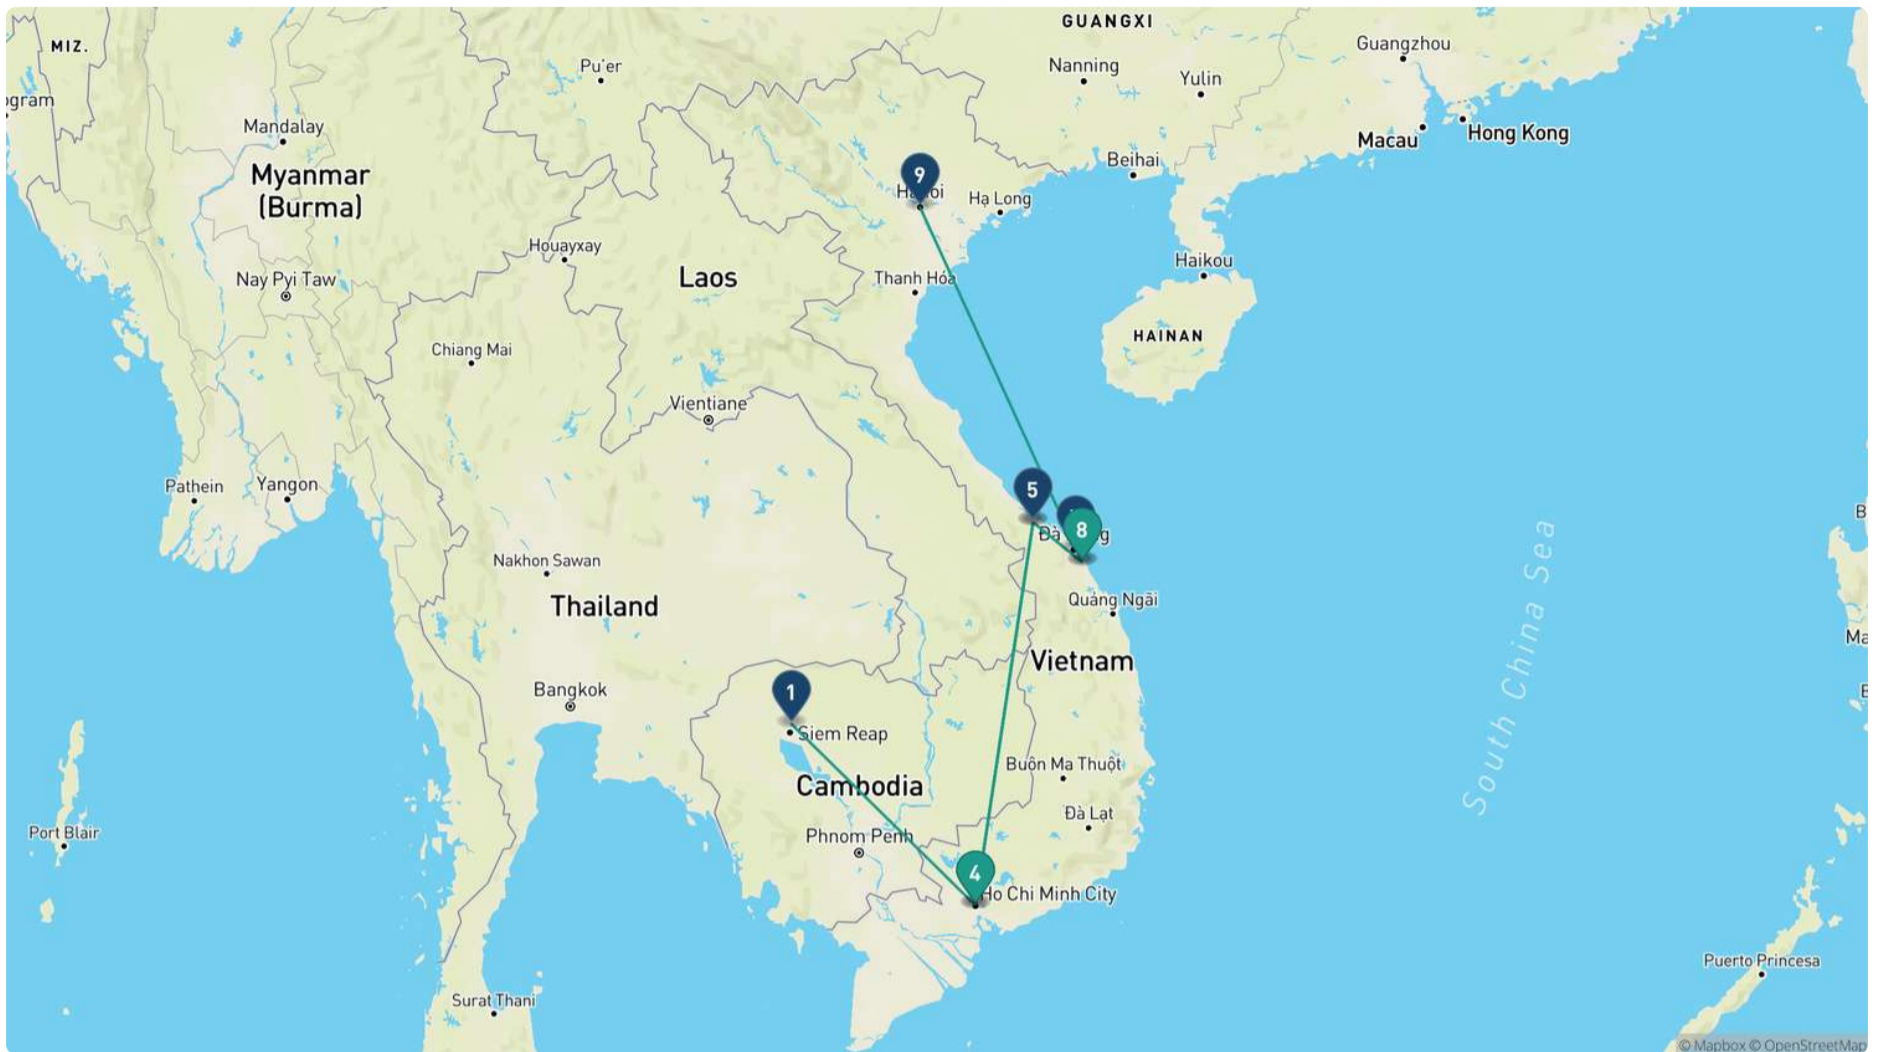 GUANGXI
MIZ.
Guangzhou
Pu'er
Nanning
Yulin
Mandalay
Macau
Hong Kong
Beihai
Myanmar
(Burma)
9
Hạ Long
Houayxay
Haikou
Laos
Thanh Hóa
Nay Pyi Taw
HAINAN
Chiang Mai
Vientiane
Pathein
Yangon
5
8
South China Sea
Nakhon Sawan
Quảng Ngãi
Thailand
Vietnam
Bangkok
1
Siem Reap
Buôn Ma Thuột
Cambodia
Đà Lạt
Port Blair
Phnom Penh
4
Ho Chi Minh City
Puerto Princesa
Surat Thani
© Mapbox © OpenStreetMap